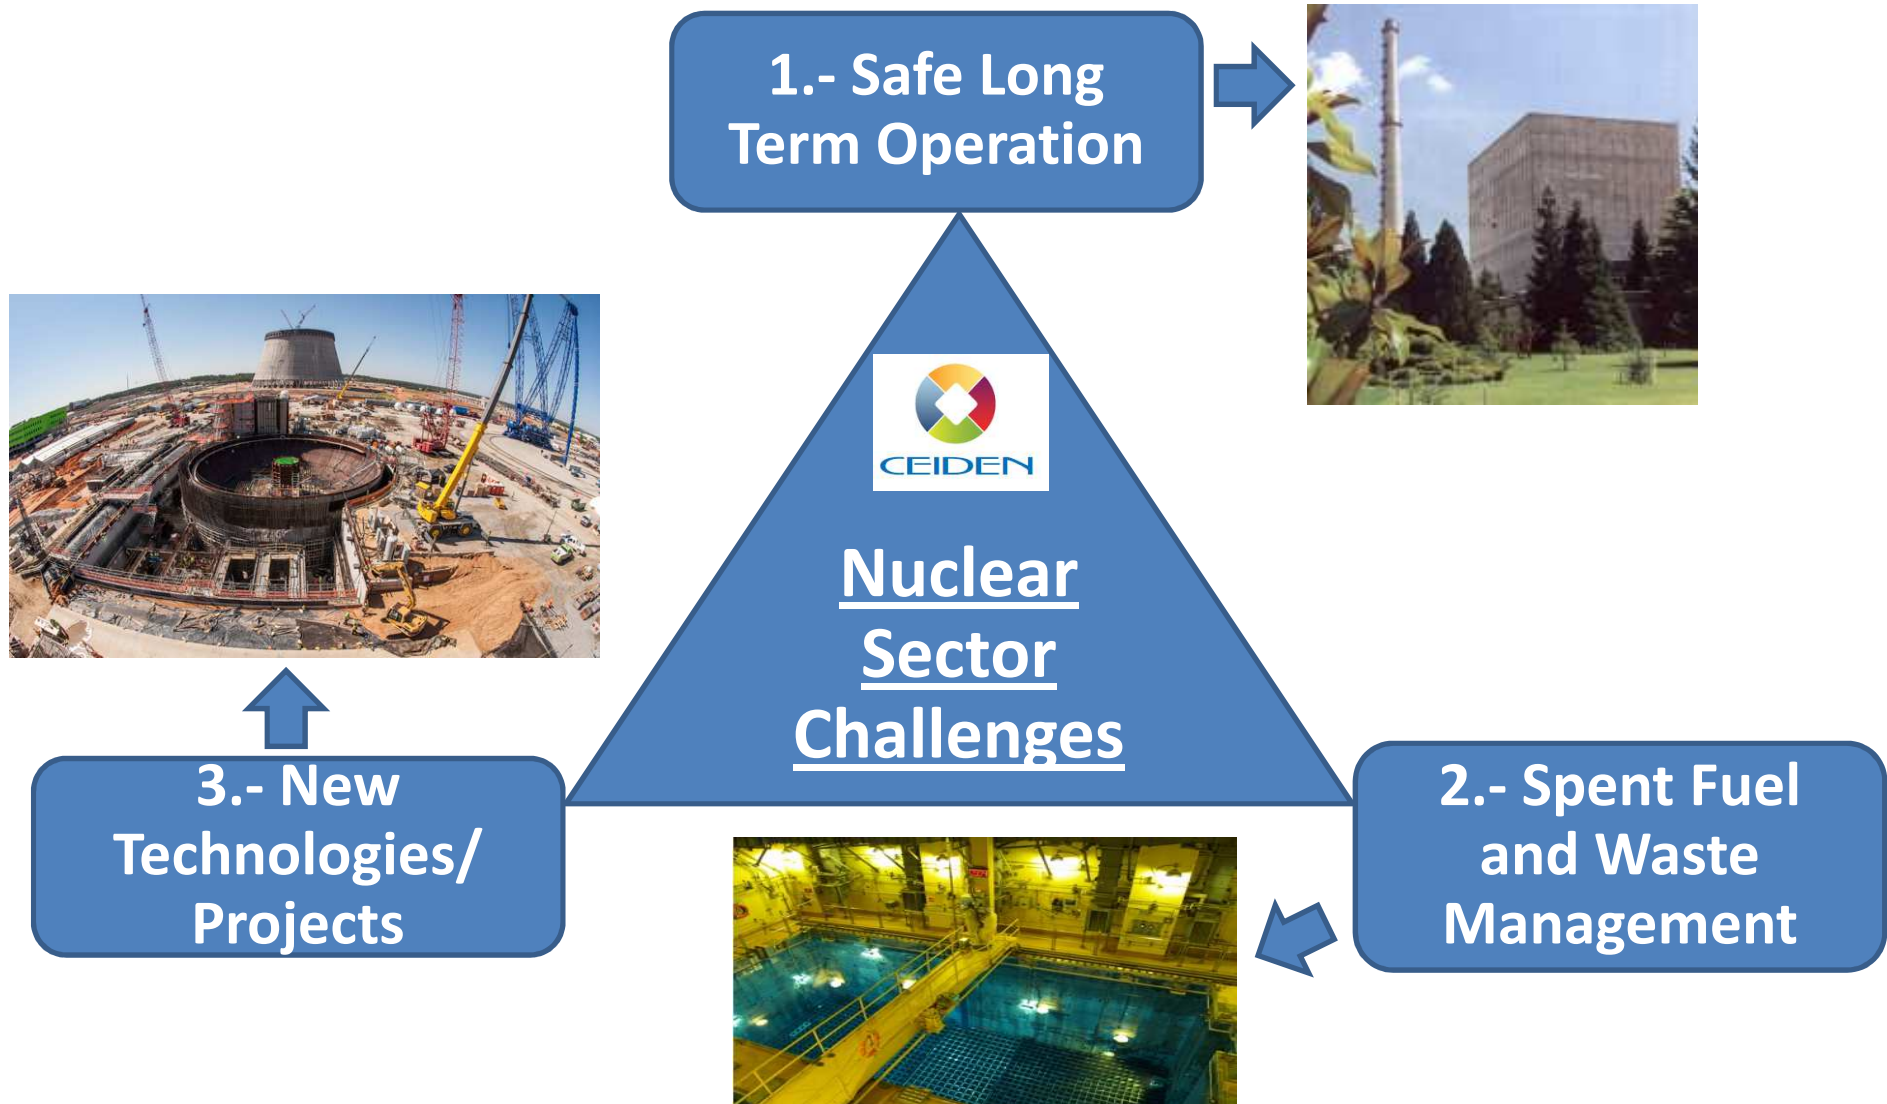 1.- Safe Long
Term Operation
CEIDEN
Nuclear
Sector
Challenges
3.- New
Technologies/
Projects
2.- Spent Fuel
and Waste
Management